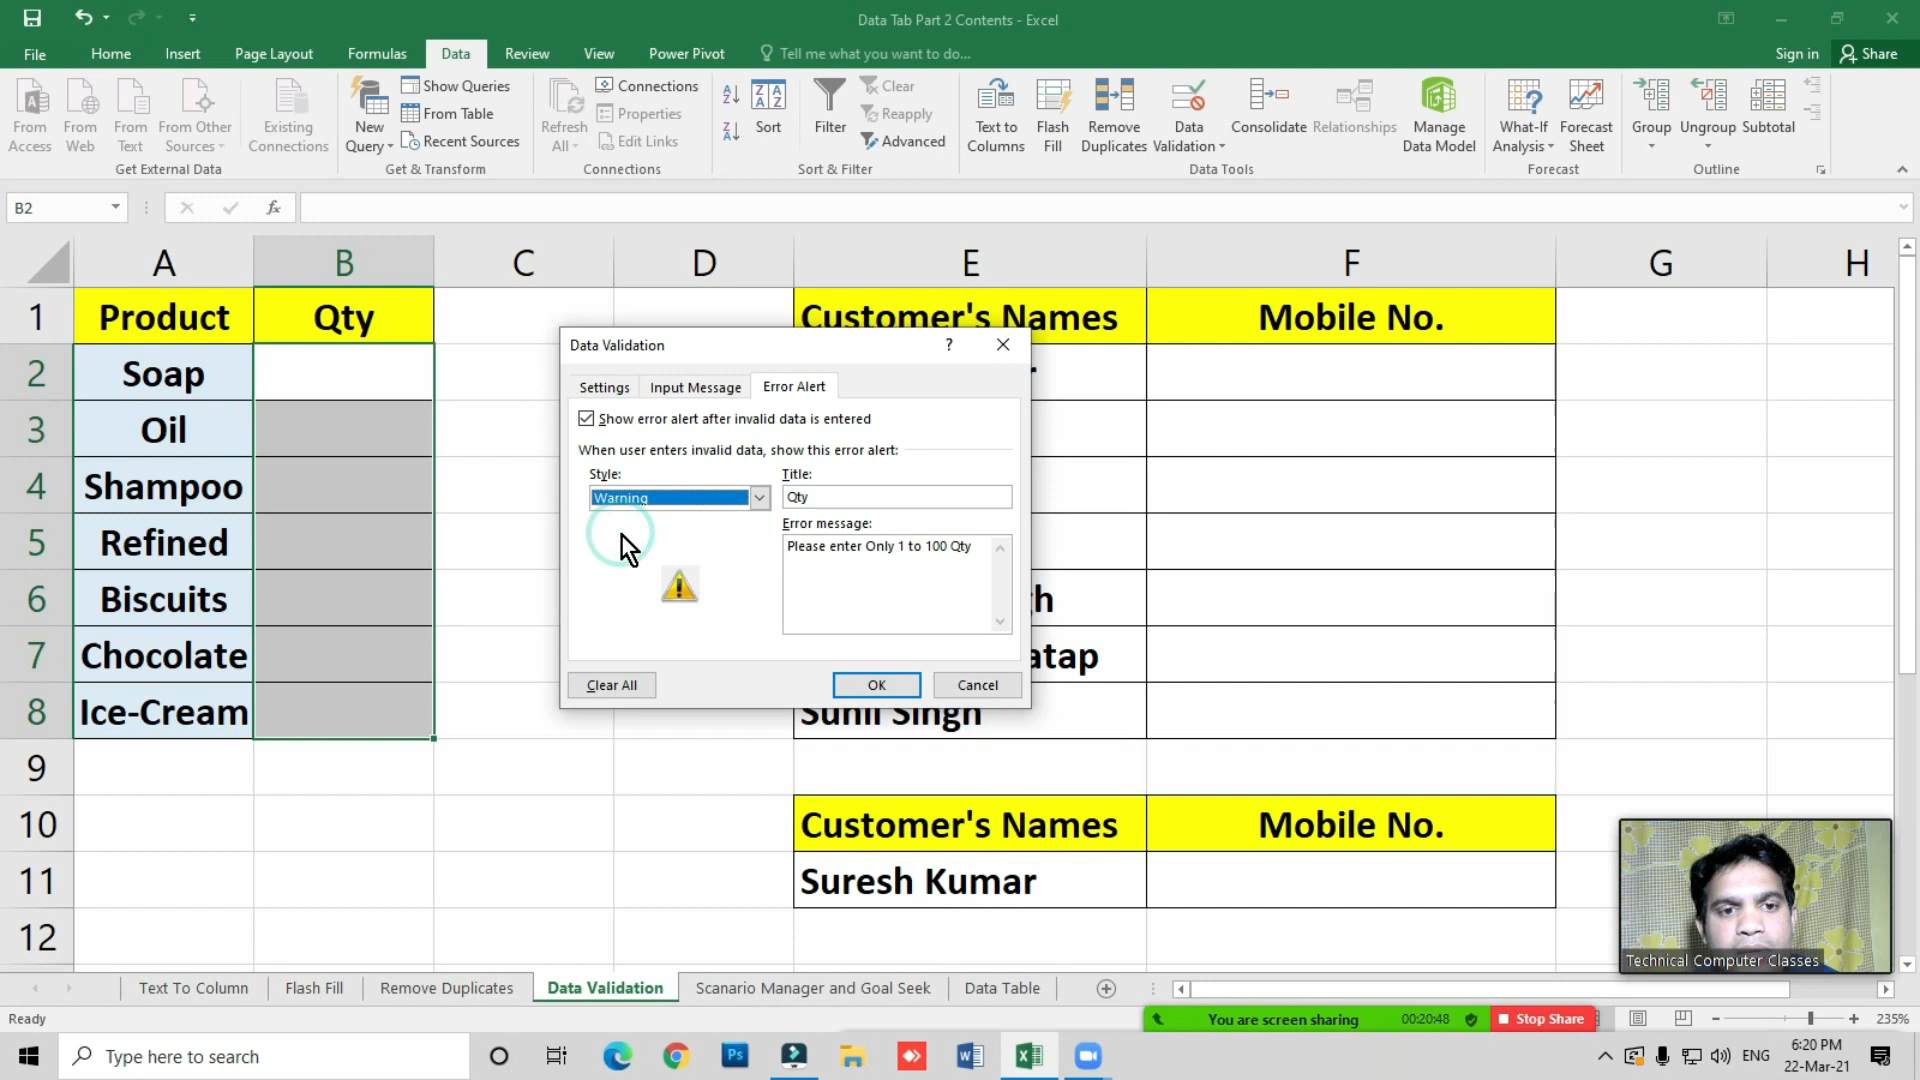 Data Tab Part 2 Contents - Excel
File
Home
Insert
Page Layout
Formulas
Data
Review
View
Power Pivot
Tell me what you want to do...
Sign in
Share
From Access
From Web
From Text
From Other Sources
Existing Connections
Get External Data
New Query
Show Queries
From Table
Recent Sources
Get & Transform
Refresh All
Connections
Properties
Edit Links
Connections
Sort
Filter
Clear
Reapply
Advanced
Sort & Filter
Text to Columns
Flash Fill
Remove Duplicates
Data Validation
Consolidate
Relationships
Manage Data Model
Data Tools
What-If Analysis
Forecast Sheet
Forecast
Group
Ungroup
Subtotal
Outline
B2
fx
A B C D E F G H
1 Product Qty Customer's Names Mobile No.
2 Soap
3 Oil
4 Shampoo
5 Refined
6 Biscuits
7 Chocolate atap
8 Ice-Cream Sunil Singh
9
10 Customer's Names Mobile No.
11 Suresh Kumar
12
Data Validation
?
Settings
Input Message
Error Alert
Show error alert after invalid data is entered
When user enters invalid data, show this error alert:
Style:
Title:
Warning
Qty
Error message:
Please enter Only 1 to 100 Qty
Clear All
OK
Cancel
Technical Computer Classes
Text To Column
Flash Fill
Remove Duplicates
Data Validation
Scanario Manager and Goal Seek
Data Table
Ready
You are screen sharing
00:20:48
Stop Share
235%
Type here to search
Ps
ENG
6:20 PM
22-Mar-21